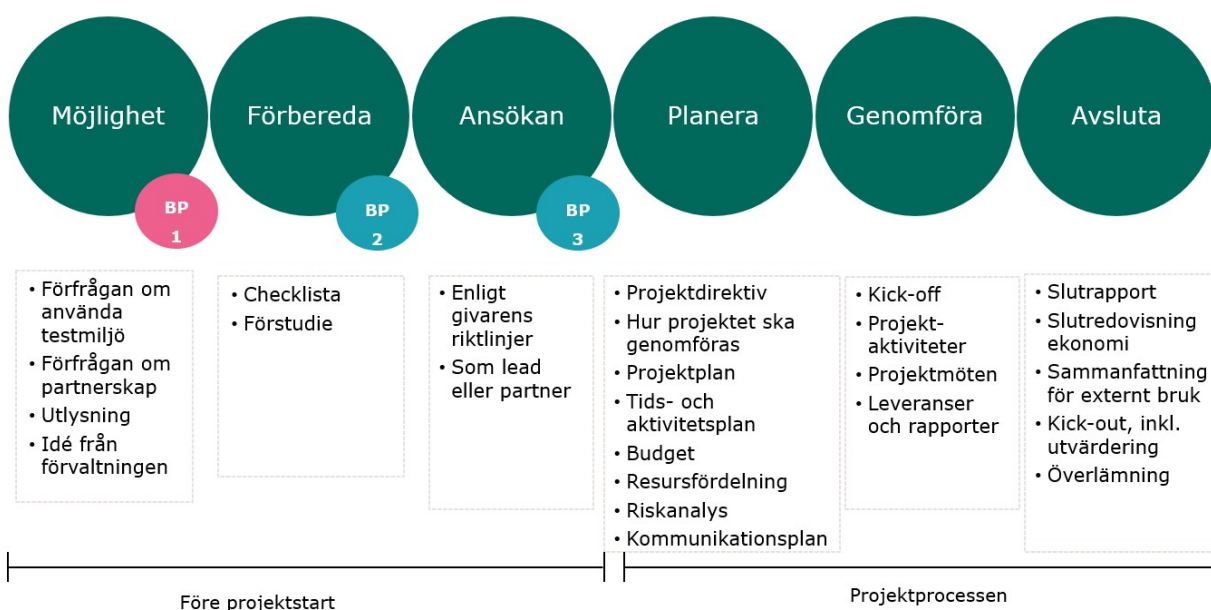 Möjlighet
Förbereda
Ansökan
Planera
Genomföra
Avsluta
BP
1
BP
2
BP
3
• Förfrågan om
använda
testmiljö
• Förfrågan om
partnerskap
• Utlysning
• Idé från
förvaltningen
• Checklista
• Förstudie
• Enligt
givarens
riktlinjer
• Som lead
eller partner
• Projektdirektiv
• Hur projektet ska
genomföras
• Projektplan
• Tids- och
aktivitetsplan
• Budget
• Resursfördelning
• Riskanalys
• Kommunikationsplan
• Kick-off
• Projekt-
aktiviteter
• Projektmöten
• Leveranser
och rapporter
• Slutrapport
• Slutredovisning
ekonomi
• Sammanfattning
för externt bruk
• Kick-out, inkl.
utvärdering
• Överlämning
Före projektstart
Projektprocessen